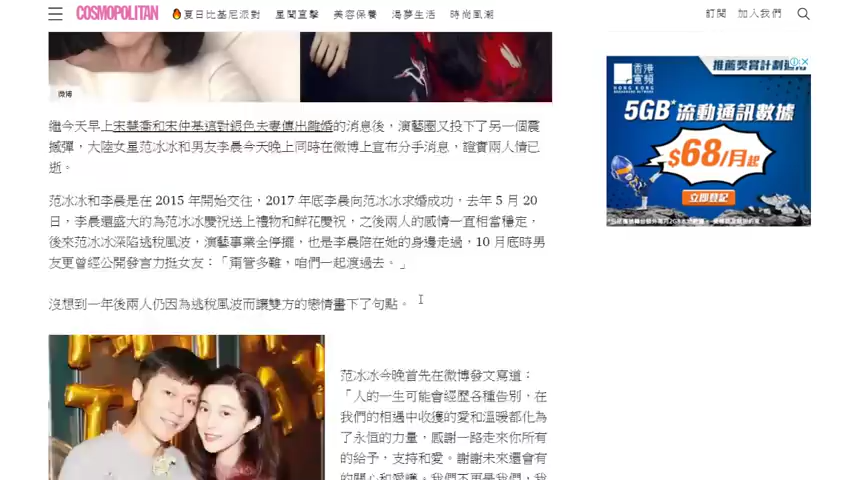 COSMOPOLITAN
夏日比基尼派對 星聞直擊 美容保養 渴夢生活 時尚風潮
訂閱 加入我們
微博
繼今天早上宋慧喬和宋仲基這對銀色夫妻傳出離婚的消息後，演藝圈又投下了另一個震
撼彈，大陸女星范冰冰和男友李晨今天晚上同時在微博上宣布分手消息，證實兩人情已
逝。
范冰冰和李晨是在 2015 年開始交往，2017 年底李晨向范冰冰求婚成功，去年 5 月 20
日，李晨還盛大的為范冰冰慶祝送上禮物和鮮花慶祝，之後兩人的感情一直相當穩定，
後來范冰冰深陷逃稅風波，演藝事業全停擺，也是李晨陪在她的身邊走過，10 月底時男
友更曾經公開發言力挺女友：「甭管多難，咱們一起渡過去。」
沒想到一年後兩人仍因為逃稅風波而讓雙方的戀情畫下了句點。
范冰冰今晚首先在微博發文寫道：
「人的一生可能會經歷各種告別，在
我們的相遇中收獲的愛和溫暖都化為
了永恒的力量，感謝一路走來你所有
的給予，支持和愛。謝謝未來還會有
的關心和愛護。我們不再是我們，我
香港
寬頻
HONG KONG
BROADBAND NETWORK
推薦獎賞計劃
5GB*流動通訊數據
$68/月起
立即登記